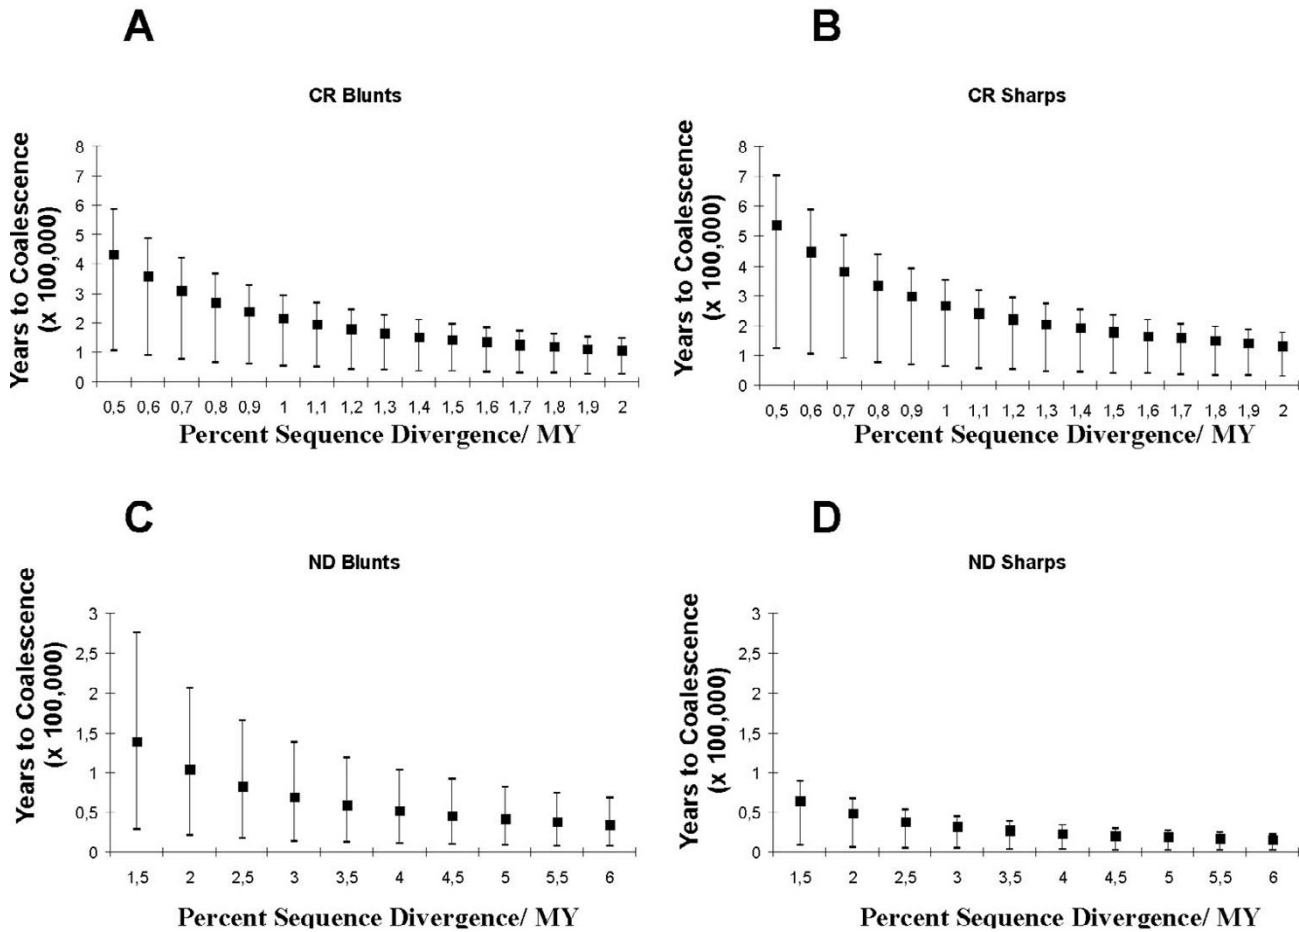 A
CR Blunts
Years to Coalescence
(x 100,000)
8
7
6
5
4
3
2
1
0
0,5 0,6 0,7 0,8 0,9 1 1,1 1,2 1,3 1,4 1,5 1,6 1,7 1,8 1,9 2
Percent Sequence Divergence/ MY
B
CR Sharps
Years to Coalescence
(x 100,000)
8
7
6
5
4
3
2
1
0
0,5 0,6 0,7 0,8 0,9 1 1,1 1,2 1,3 1,4 1,5 1,6 1,7 1,8 1,9 2
Percent Sequence Divergence/ MY
C
ND Blunts
Years to Coalescence
(x 100,000)
3
2,5
2
1,5
1
0,5
0
1,5 2 2,5 3 3,5 4 4,5 5 5,5 6
Percent Sequence Divergence/ MY
D
ND Sharps
Years to Coalescence
(x 100,000)
3
2,5
2
1,5
1
0,5
0
1,5 2 2,5 3 3,5 4 4,5 5 5,5 6
Percent Sequence Divergence/ MY